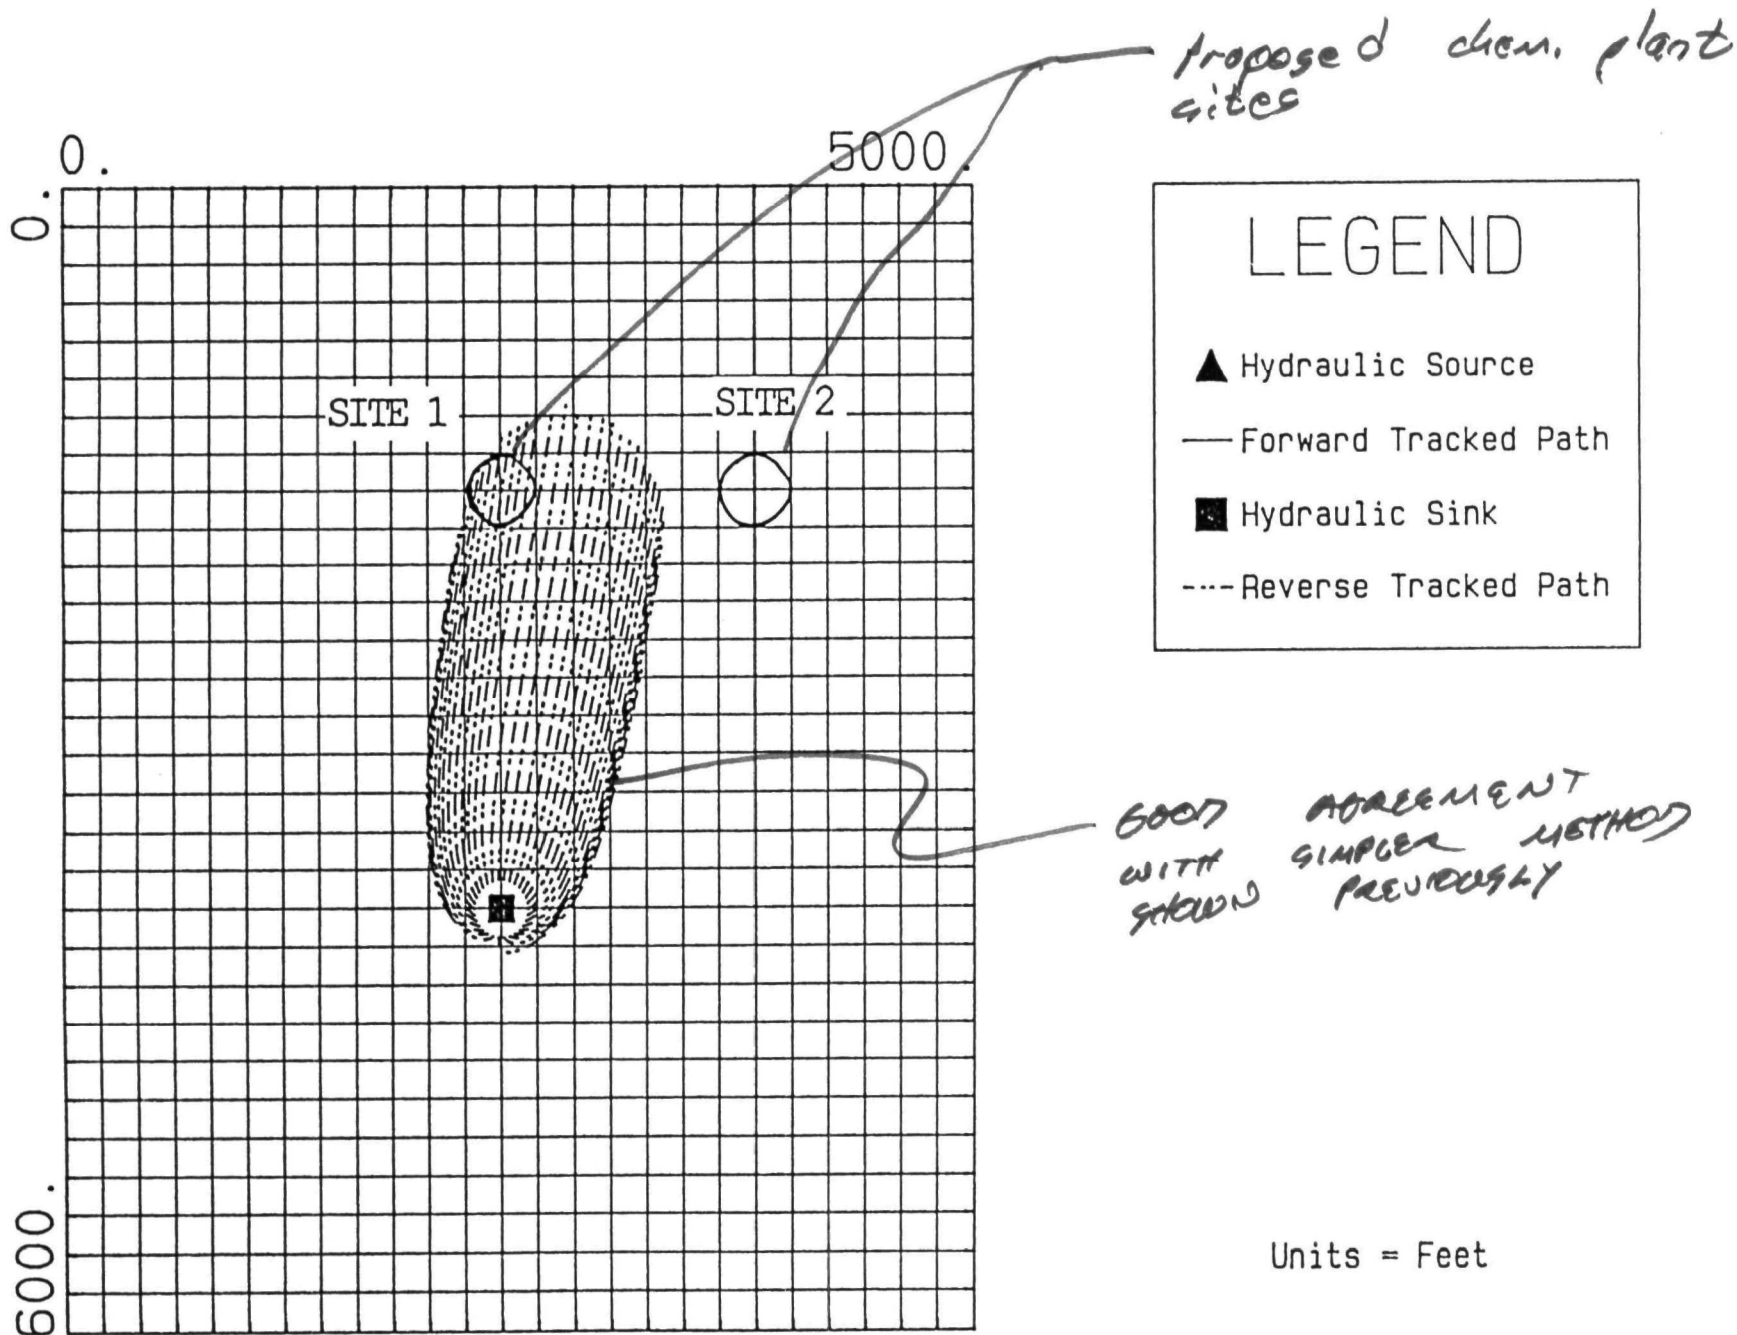 proposed chem. plant
sites
0.
5000.
0.
LEGEND
▲ Hydraulic Source
Forward Tracked Path
■ Hydraulic Sink
Reverse Tracked Path
SITE 1
SITE 2
GOOD AGREEMENT
WITH SIMPLER METHOD
SHOWN PREVIOUSLY
6000.
Units = Feet